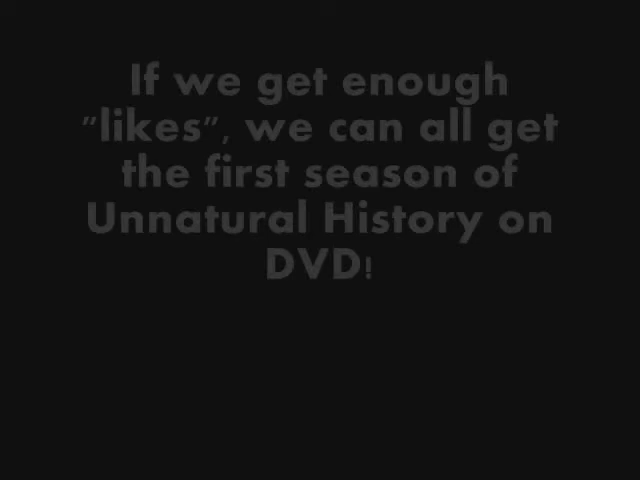 If we get enough
"likes", we can all get
the first season of
Unnatural History on
DVD!